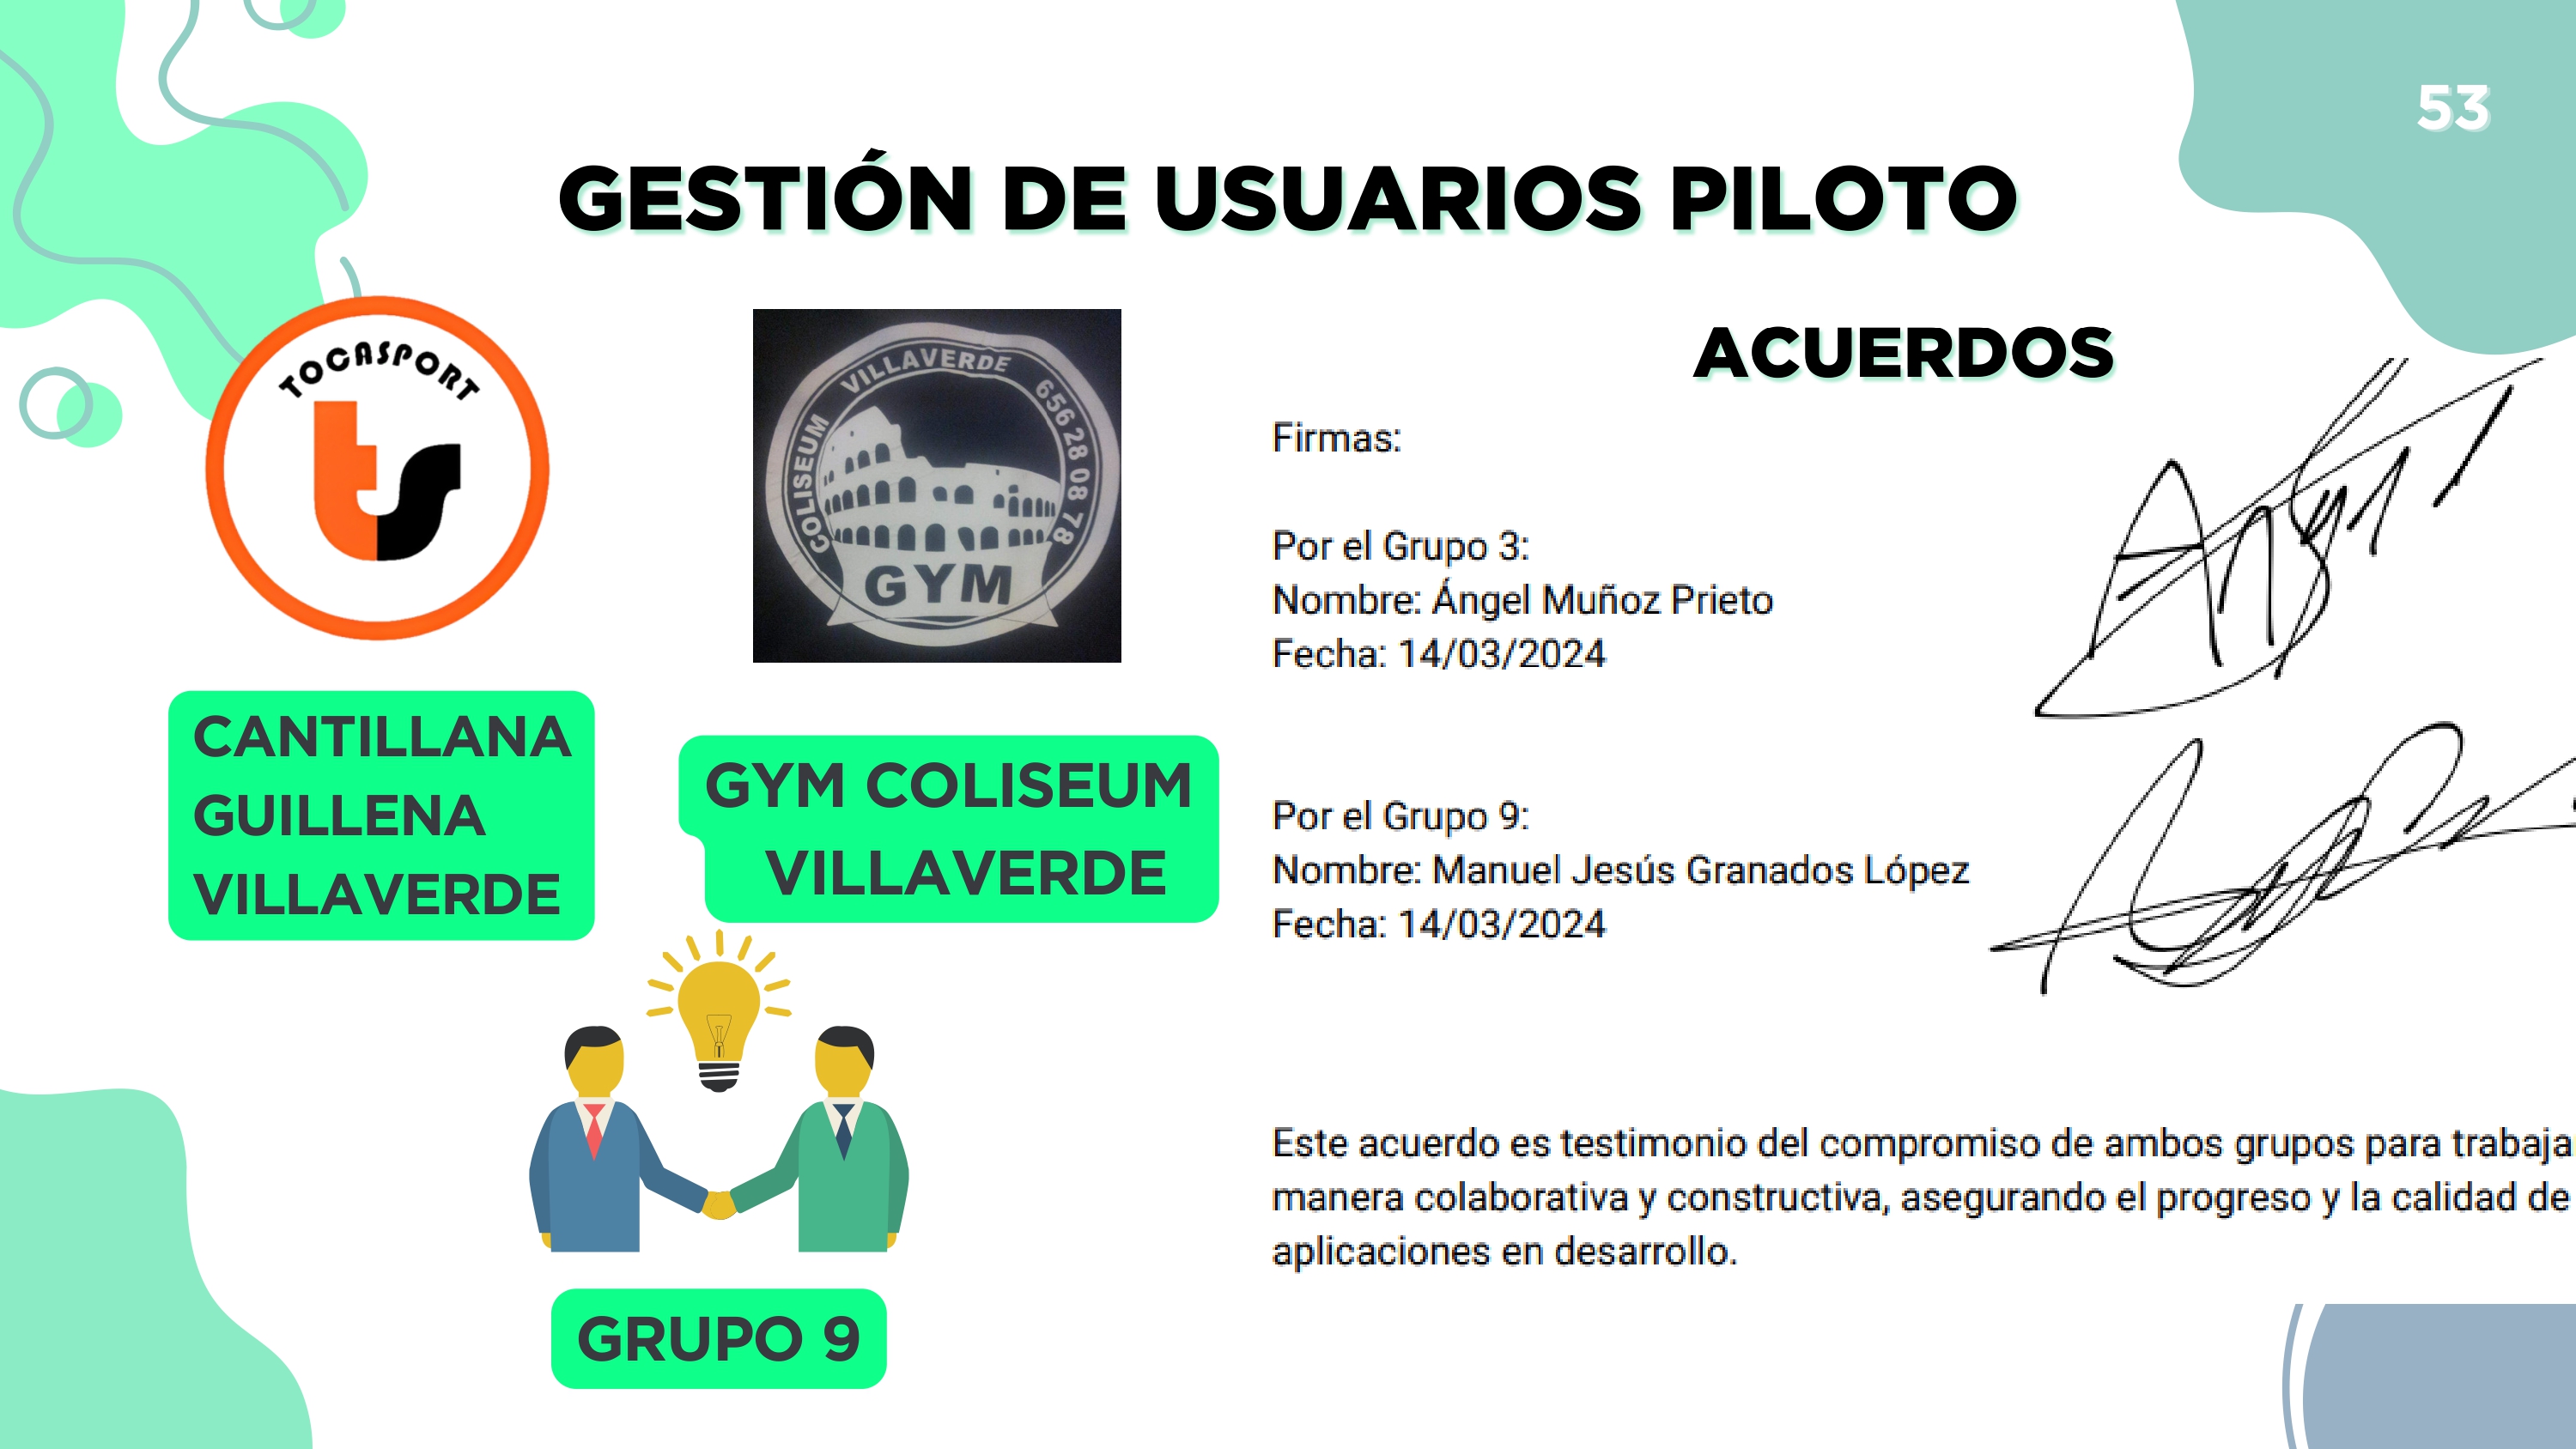 53
GESTIÓN DE USUARIOS PILOTO
TOCASPORT
ts
CANTILLANA
GUILLENA
VILLAVERDE
COLISEUM VILLAVERDE 656 28 08 78
GYM
GYM COLISEUM
VILLAVERDE
GRUPO 9
ACUERDOS
Firmas:
Por el Grupo 3:
Nombre: Ángel Muñoz Prieto
Fecha: 14/03/2024
Por el Grupo 9:
Nombre: Manuel Jesús Granados López
Fecha: 14/03/2024
Este acuerdo es testimonio del compromiso de ambos grupos para trabaja
manera colaborativa y constructiva, asegurando el progreso y la calidad de
aplicaciones en desarrollo.